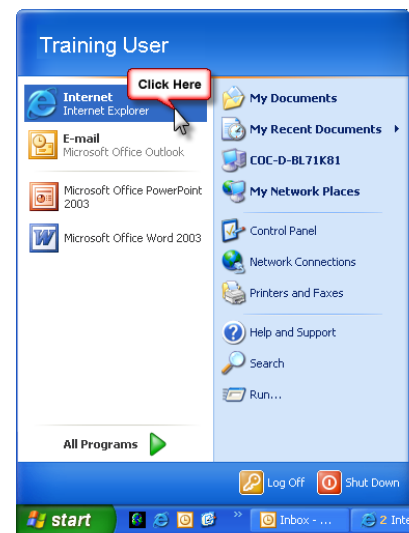 Training User
Click Here
Internet
Internet Explorer
E-mail
Microsoft Office Outlook
Microsoft Office PowerPoint
2003
Microsoft Office Word 2003
All Programs
My Documents
My Recent Documents
COC-D-BL71K81
My Network Places
Control Panel
Network Connections
Printers and Faxes
Help and Support
Search
Run...
Log Off
Shut Down
start
Inbox - ...
2 Inte